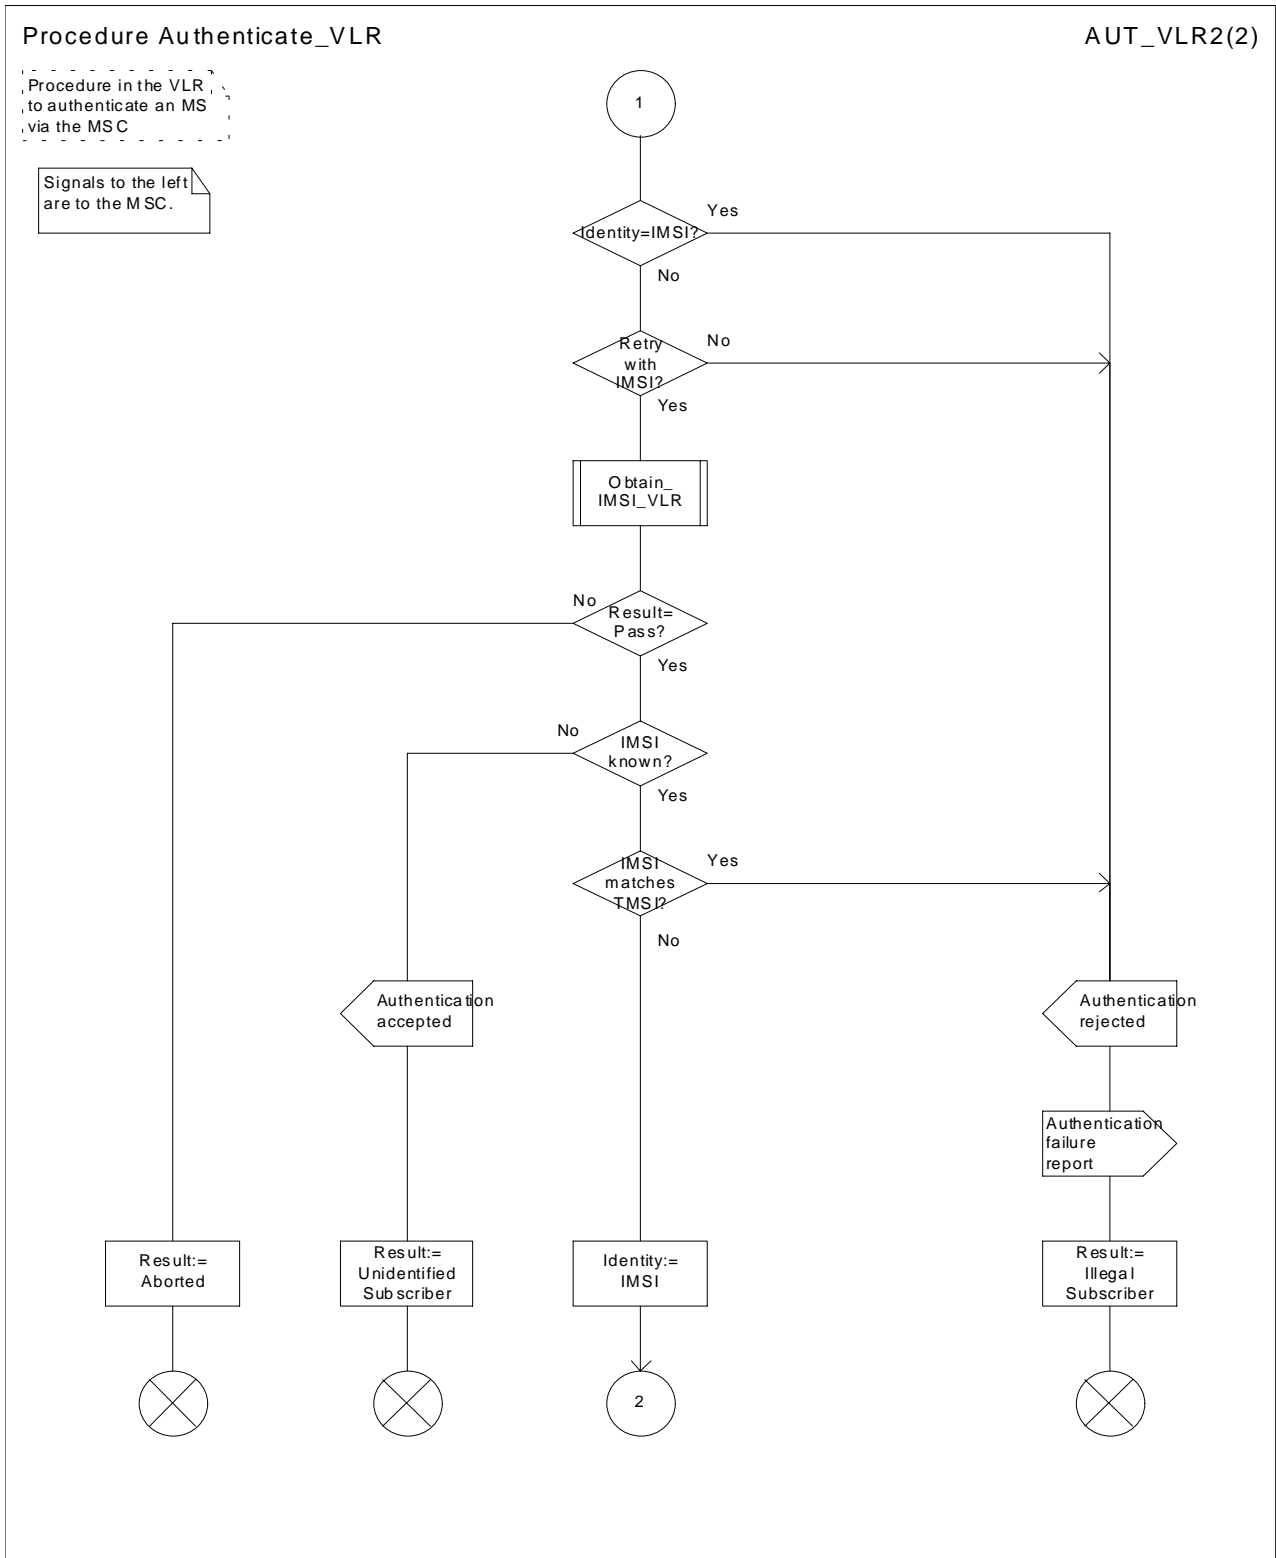 Procedure Authenticate_VLR
AUT_VLR2(2)
Procedure in the VLR
to authenticate an MS
via the MSC
Signals to the left
are to the MSC.
1
Identity=IMSI?
Yes
No
Retry
with
IMSI?
No
Yes
Obtain_
IMSI_VLR
Result=
Pass?
No
Yes
IMSI
known?
No
Yes
IMSI
matches
TMSI?
Yes
No
Authentication
accepted
Authentication
rejected
Authentication
failure
report
Result:=
Aborted
Result:=
Unidentified
Subscriber
Identity:=
IMSI
Result:=
Illegal
Subscriber
2